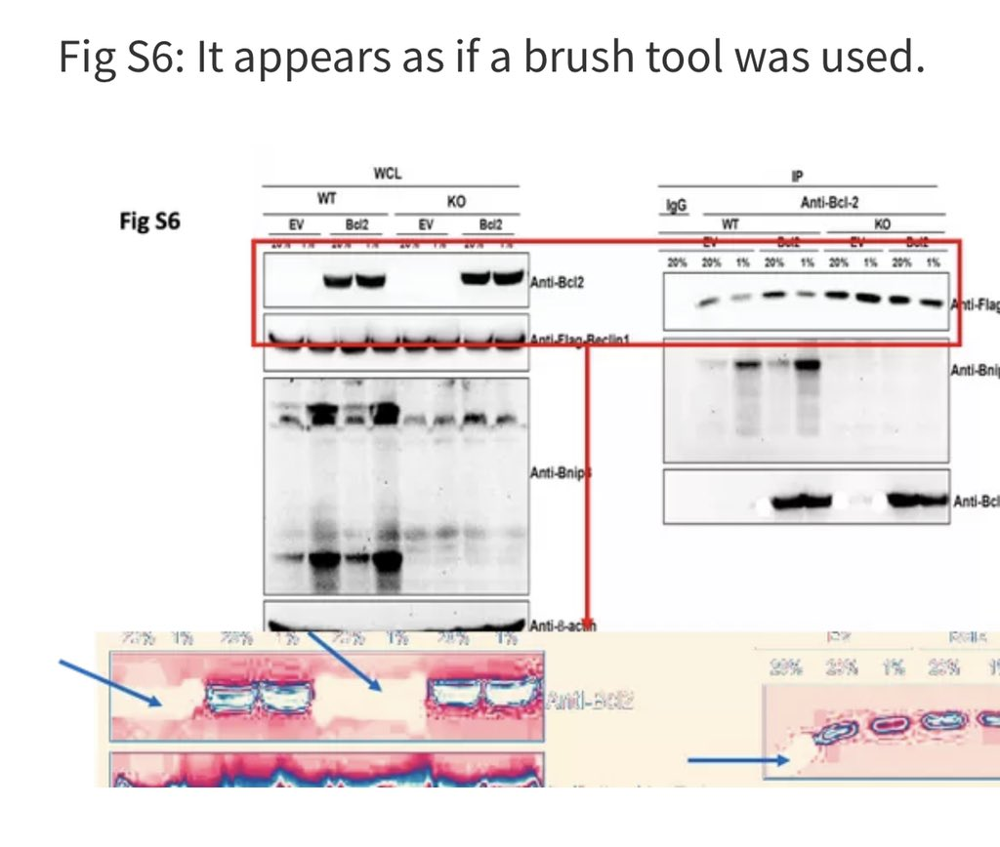 Fig S6: It appears as if a brush tool was used.
WCL
IP
WT
KO
IgG
Anti-Bcl-2
Fig S6
EV
Bcl2
EV
Bcl2
WT
KO
20% 1% 20% 1% 20% 1% 20% 1%
EV
Bcl2
EV
Bcl2
20% 20% 1% 20% 1% 20% 1% 20% 1%
Anti-Bcl2
Anti-Flag
Anti-Flag-Beclin1
Anti-Bnip
Anti-Bnip3
Anti-Bcl
Anti-β-actin
20% 1% 20% 1% 20% 1% 20% 1%
Anti-Bcl2
20% 20% 1% 20%